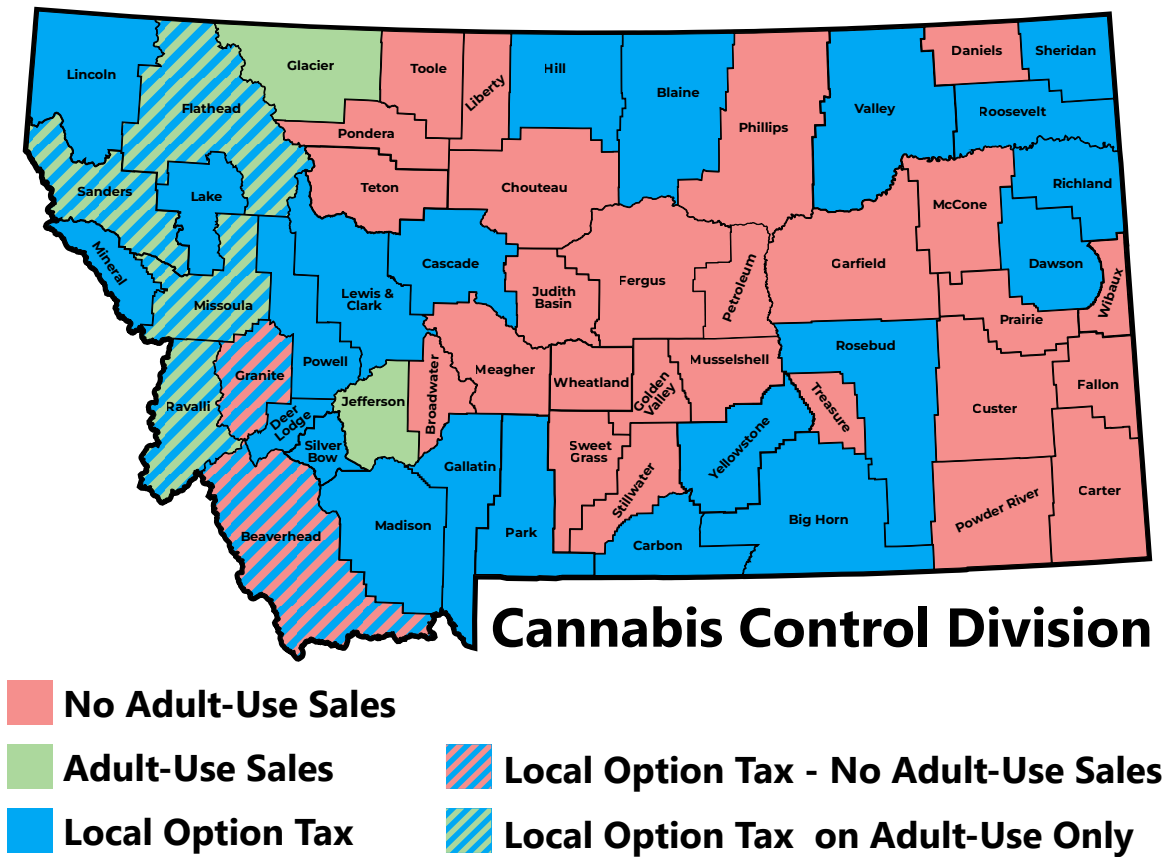 Lincoln
Flathead
Glacier
Toole
Liberty
Hill
Blaine
Phillips
Valley
Daniels
Sheridan
Roosevelt
Pondera
Teton
Chouteau
Sanders
Lake
McCone
Richland
Mineral
Missoula
Lewis &
Clark
Cascade
Judith
Basin
Fergus
Petroleum
Garfield
Dawson
Wibaux
Prairie
Granite
Powell
Meagher
Wheatland
Golden
Valley
Musselshell
Rosebud
Treasure
Custer
Fallon
Ravalli
Deer
Lodge
Silver
Bow
Jefferson
Broadwater
Gallatin
Sweet
Grass
Stillwater
Yellowstone
Beaverhead
Madison
Park
Carbon
Big Horn
Powder River
Carter
Cannabis Control Division
No Adult-Use Sales
Adult-Use Sales
Local Option Tax
Local Option Tax - No Adult-Use Sales
Local Option Tax on Adult-Use Only